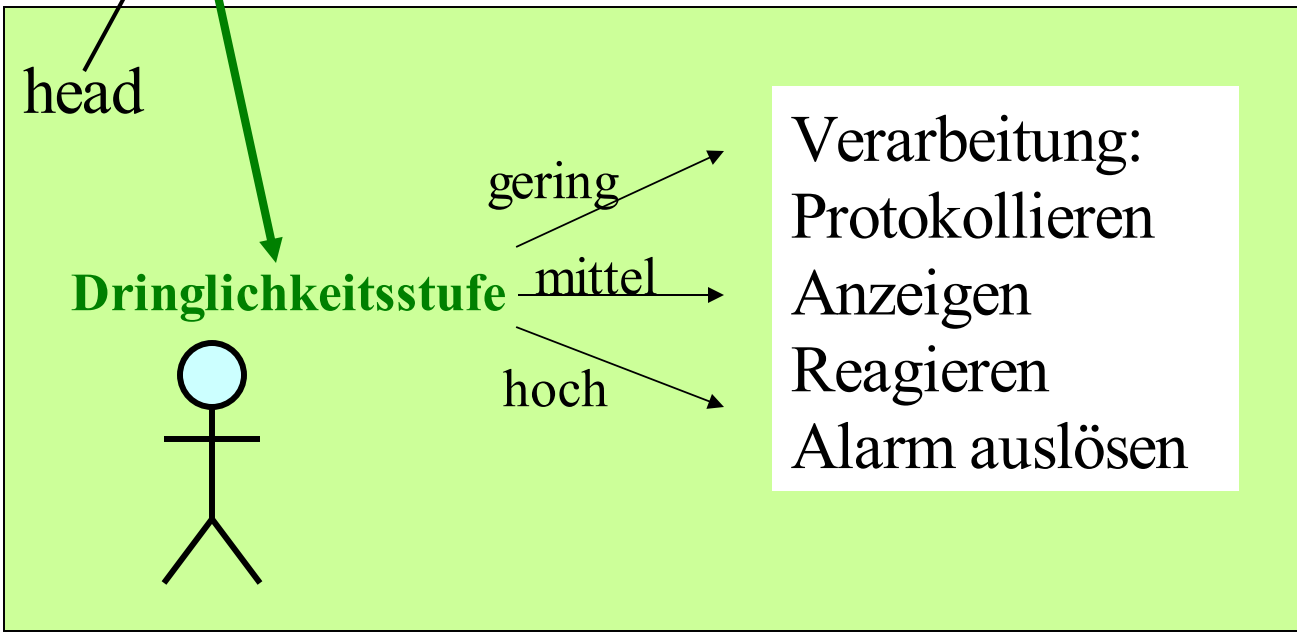 head
gering
mittel
hoch
Dringlichkeitsstufe
Verarbeitung:
Protokollieren
Anzeigen
Reagieren
Alarm auslösen